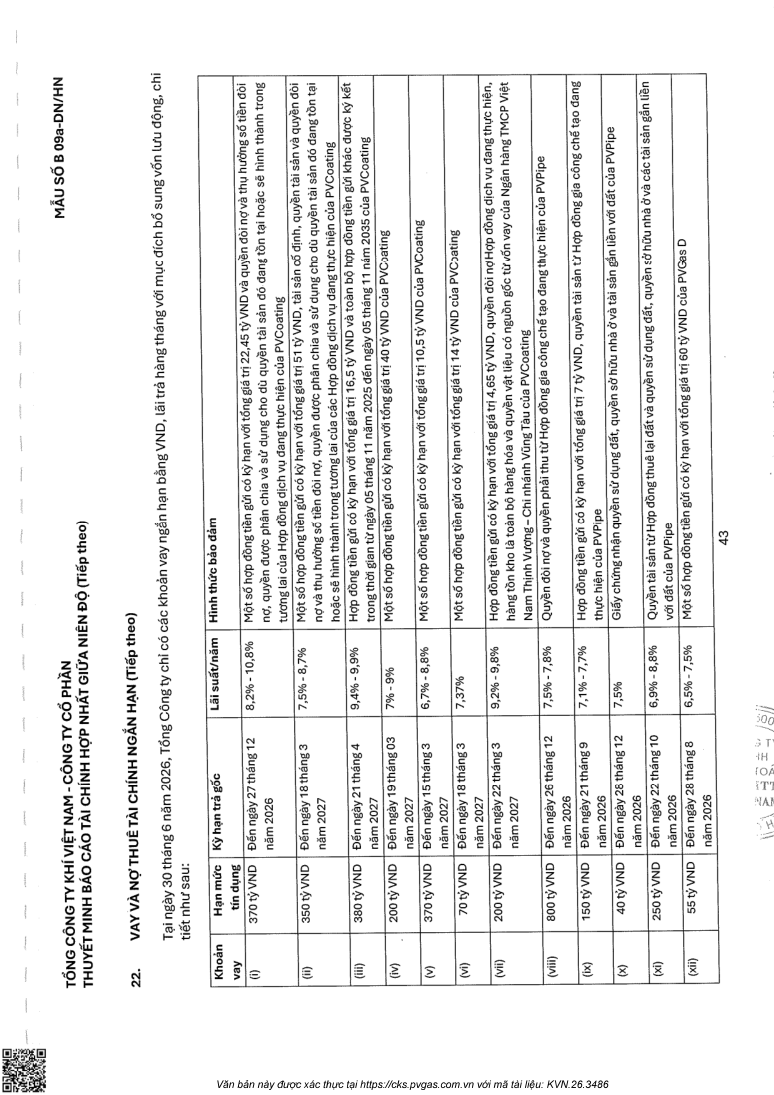 MẪU SỐ B 09a-DN/HN
TỔNG CÔNG TY KHÍ VIỆT NAM - CÔNG TY CỔ PHẦN
THUYẾT MINH BÁO CÁO TÀI CHÍNH HỢP NHẤT GIỮA NIÊN ĐỘ (Tiếp theo)
22. VAY VÀ NỢ THUÊ TÀI CHÍNH NGẮN HẠN (Tiếp theo)
Tại ngày 30 tháng 6 năm 2026, Tổng Công ty chỉ có các khoản vay ngắn hạn bằng VND, lãi trả hàng tháng với mục đích bổ sung vốn lưu động, chi
tiết như sau:
Khoản vay | Hạn mức tín dụng | Kỳ hạn trả gốc | Lãi suất/năm | Hình thức bảo đảm
(i) | 370 tỷ VND | Đến ngày 27 tháng 12 năm 2026 | 8,2% - 10,8% | Một số hợp đồng tiền gửi có kỳ hạn với tổng giá trị 22,45 tỷ VND và quyền đòi nợ và thụ hưởng số tiền đòi
nợ, quyền được phân chia và sử dụng cho dù quyền tài sản đó đang tồn tại hoặc sẽ hình thành trong
tương lai của Hợp đồng dịch vụ đang thực hiện của PVCoating
(ii) | 350 tỷ VND | Đến ngày 18 tháng 3 năm 2027 | 7,5% - 8,7% | Một số hợp đồng tiền gửi có kỳ hạn với tổng giá trị 51 tỷ VND, tài sản cố định, quyền tài sản và quyền đòi
nợ và thụ hưởng số tiền đòi nợ, quyền được phân chia và sử dụng cho dù quyền tài sản đó đang tồn tại
hoặc sẽ hình thành trong tương lai của các Hợp đồng dịch vụ đang thực hiện của PVCoating
(iii) | 380 tỷ VND | Đến ngày 21 tháng 4 năm 2027 | 9,4% - 9,9% | Hợp đồng tiền gửi có kỳ hạn với tổng giá trị 16,5 tỷ VND và toàn bộ hợp đồng tiền gửi khác được ký kết
trong thời gian từ ngày 05 tháng 11 năm 2025 đến ngày 05 tháng 11 năm 2035 của PVCoating
(iv) | 200 tỷ VND | Đến ngày 19 tháng 03 năm 2027 | 7% - 9% | Một số hợp đồng tiền gửi có kỳ hạn với tổng giá trị 40 tỷ VND của PVCoating
(v) | 370 tỷ VND | Đến ngày 15 tháng 3 năm 2027 | 6,7% - 8,8% | Một số hợp đồng tiền gửi có kỳ hạn với tổng giá trị 10,5 tỷ VND của PVCoating
(vi) | 70 tỷ VND | Đến ngày 18 tháng 3 năm 2027 | 7,37% | Một số hợp đồng tiền gửi có kỳ hạn với tổng giá trị 14 tỷ VND của PVCoating
(vii) | 200 tỷ VND | Đến ngày 22 tháng 3 năm 2027 | 9,2% - 9,8% | Hợp đồng tiền gửi có kỳ hạn với tổng giá trị 4,65 tỷ VND, quyền đòi nợ Hợp đồng dịch vụ đang thực hiện,
hàng tồn kho là toàn bộ hàng hóa và quyền vật liệu có nguồn gốc từ vốn vay của Ngân hàng TMCP Việt
Nam Thịnh Vượng – Chi nhánh Vũng Tàu của PVCoating
(viii) | 800 tỷ VND | Đến ngày 26 tháng 12 năm 2026 | 7,5% - 7,8% | Quyền đòi nợ và quyền phải thu từ Hợp đồng gia công chế tạo đang thực hiện của PVPipe
(ix) | 150 tỷ VND | Đến ngày 21 tháng 9 năm 2026 | 7,1% - 7,7% | Hợp đồng tiền gửi có kỳ hạn với tổng giá trị 7 tỷ VND, quyền tài sản từ Hợp đồng gia công chế tạo đang
thực hiện của PVPipe
(x) | 40 tỷ VND | Đến ngày 26 tháng 12 năm 2026 | 7,5% | Giấy chứng nhận quyền sử dụng đất, quyền sở hữu nhà ở và tài sản gắn liền với đất của PVPipe
(xi) | 250 tỷ VND | Đến ngày 22 tháng 10 năm 2026 | 6,9% - 8,8% | Quyền tài sản từ Hợp đồng thuê lại đất và quyền sử dụng đất, quyền sở hữu nhà ở và các tài sản gắn liền
với đất của PVPipe
(xii) | 55 tỷ VND | Đến ngày 28 tháng 8 năm 2026 | 6,5% - 7,5% | Một số hợp đồng tiền gửi có kỳ hạn với tổng giá trị 60 tỷ VND của PVGas D
43
Văn bản này được xác thực tại https://cks.pvgas.com.vn với mã tài liệu: KVN.26.3486